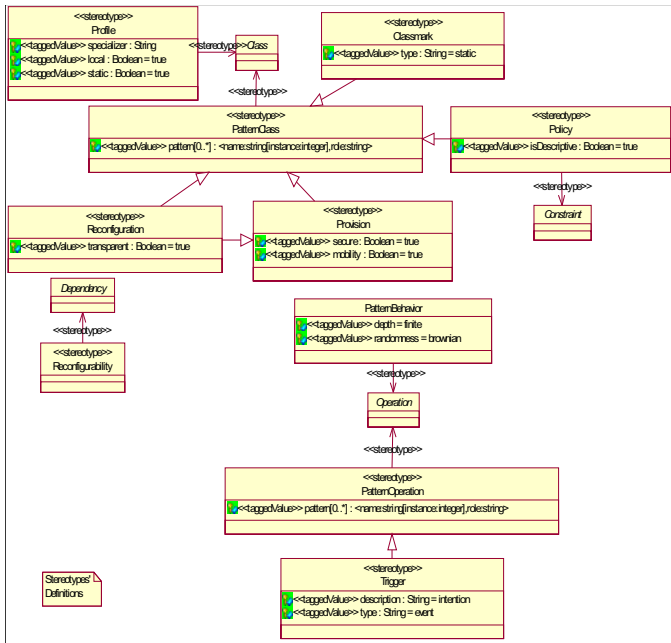 <<stereotype>>
Profile
<<taggedValue>> specializer : String
<<taggedValue>> local : Boolean = true
<<taggedValue>> static : Boolean = true
<<stereotype>>
Class
<<stereotype>>
Classmark
<<taggedValue>> type : String = static
<<stereotype>>
<<stereotype>>
PatternClass
<<taggedValue>> pattern[0..*] : <name:string[instance:integer],role:string>
<<stereotype>>
Policy
<<taggedValue>> isDescriptive : Boolean = true
<<stereotype>>
Constraint
<<stereotype>>
Reconfiguration
<<taggedValue>> transparent : Boolean = true
<<stereotype>>
Provision
<<taggedValue>> secure : Boolean = true
<<taggedValue>> mobility : Boolean = true
Dependency
<<stereotype>>
<<stereotype>>
Reconfigurability
PatternBehavior
<<taggedValue>> depth = finite
<<taggedValue>> randomness = brownian
<<stereotype>>
Operation
<<stereotype>>
<<stereotype>>
PatternOperation
<<taggedValue>> pattern[0..*] : <name:string[instance:integer],role:string>
<<stereotype>>
Trigger
<<taggedValue>> description : String = intention
<<taggedValue>> type : String = event
Stereotypes'
Definitions